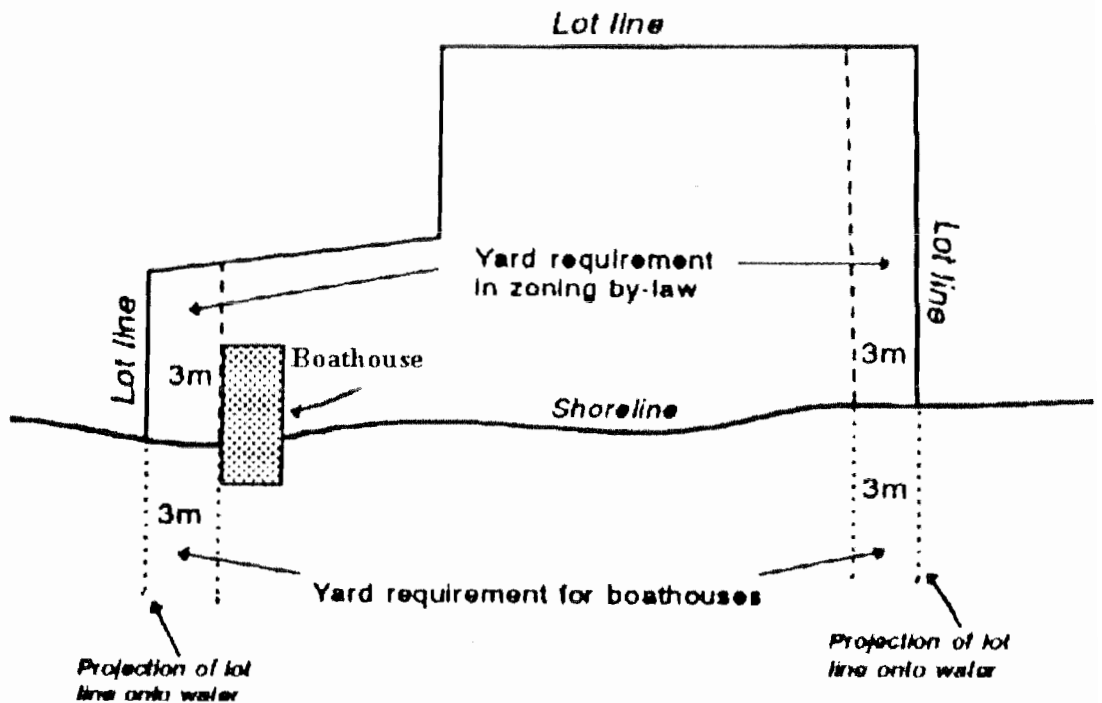 Lot line
Lot line
Yard requirement
in zoning by-law
Lot line
3m
Boathouse
3m
Shoreline
3m
3m
Yard requirement for boathouses
Projection of lot
line onto water
Projection of lot
line onto water